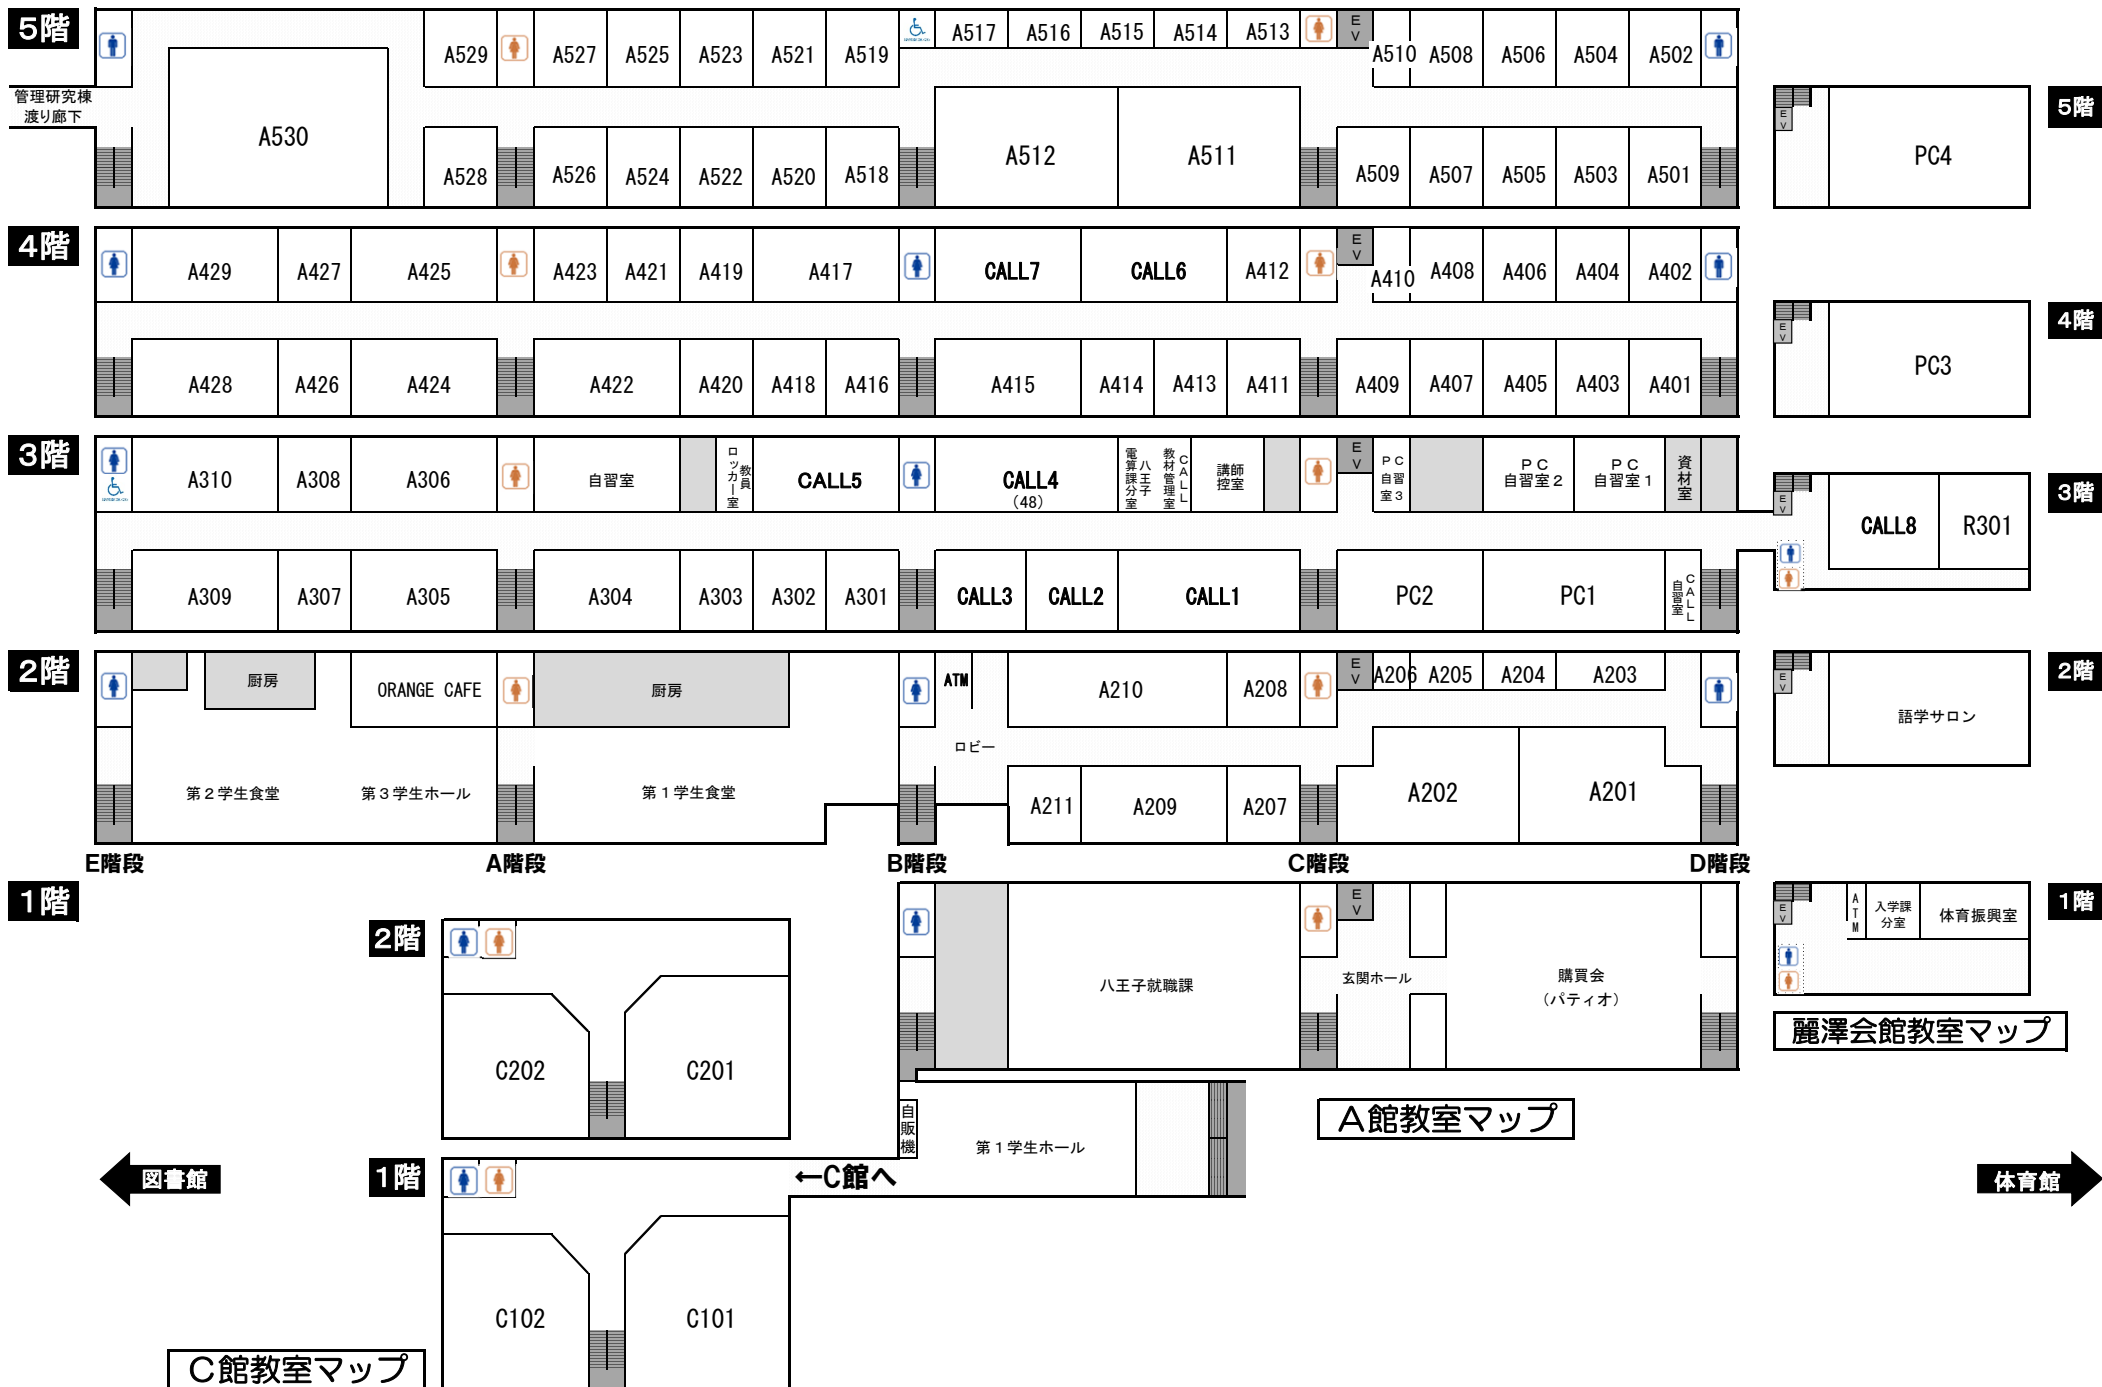 5階
A529 A527 A525 A523 A521 A519 A517 A516 A515 A514 A513 EV A510 A508 A506 A504 A502
管理研究棟
渡り廊下
A530 A512 A511
A528 A526 A524 A522 A520 A518 A509 A507 A505 A503 A501
EV PC4 5階
4階
A429 A427 A425 A423 A421 A419 A417 CALL7 CALL6 A412 EV A410 A408 A406 A404 A402
A428 A426 A424 A422 A420 A418 A416 A415 A414 A413 A411 A409 A407 A405 A403 A401
EV PC3 4階
3階
A310 A308 A306 自習室
教員
ロッカー室
CALL5 CALL4
(48)
八王子
電算課分室
CALL
教材管理室
講師
控室
EV
PC
自習
室3
PC
自習室2
PC
自習室1
資材室
A309 A307 A305 A304 A303 A302 A301 CALL3 CALL2 CALL1 PC2 PC1
CALL
自習室
EV CALL8 R301 3階
2階
厨房 ORANGE CAFE 厨房 ATM A210 A208 EV A206 A205 A204 A203
ロビー
第2学生食堂 第3学生ホール 第1学生食堂 A211 A209 A207 A202 A201
EV 語学サロン 2階
E階段 A階段 B階段 C階段 D階段
1階
EV
八王子就職課 玄関ホール
購買会
(パティオ)
自販機
第1学生ホール
←C館へ
EV
ATM
入学課
分室
体育振興室
1階
麗澤会館教室マップ
A館教室マップ
2階
C202 C201
図書館
体育館
1階
C102 C101
C館教室マップ